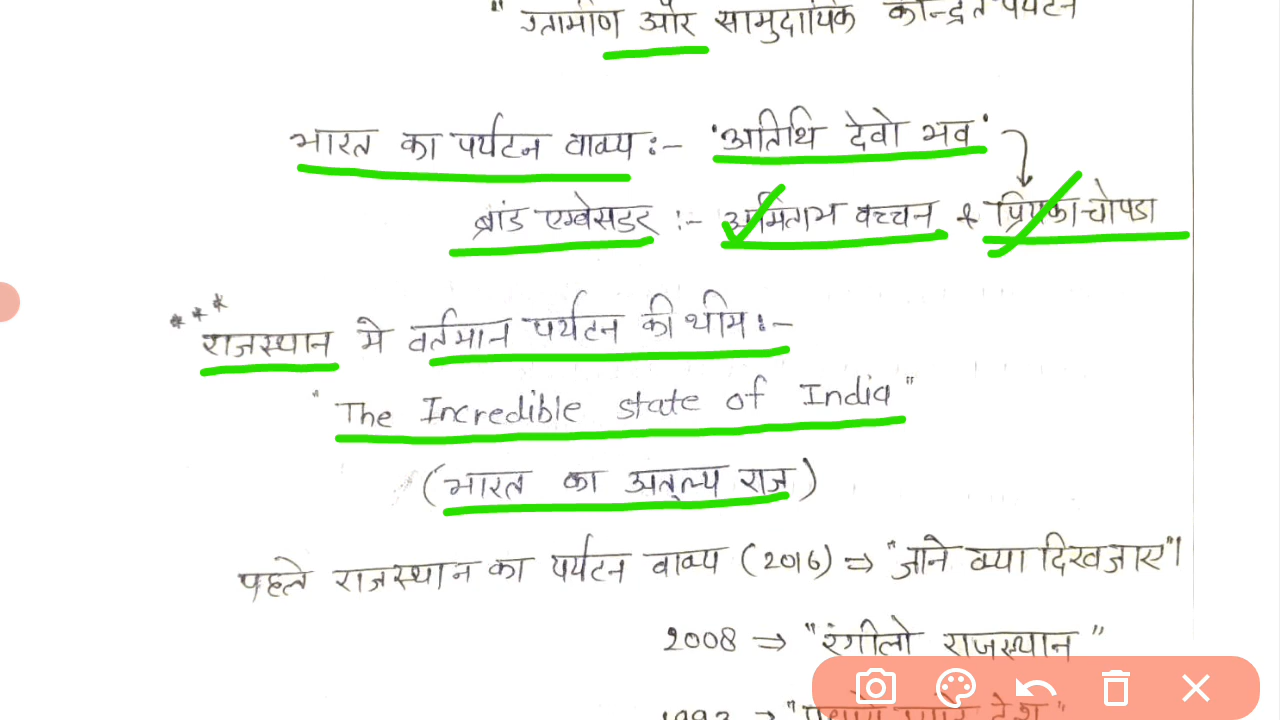 "ग्रामीण और सामुदायिक केन्द्रित पर्यटन
भारत का पर्यटन वाक्य :- 'अतिथि देवो भव'
ब्रांड एम्बेसडर :- अमिताभ बच्चन & प्रियंका चोपडा
*** राजस्थान मे वर्तमान पर्यटन की थीम :-
"The Incredible state of India"
(भारत का अतुल्य राज)
पहले राजस्थान का पर्यटन वाक्य (2016) ⇒ "जाने क्या दिख जाए"।
2008 ⇒ "रंगीलो राजस्थान"